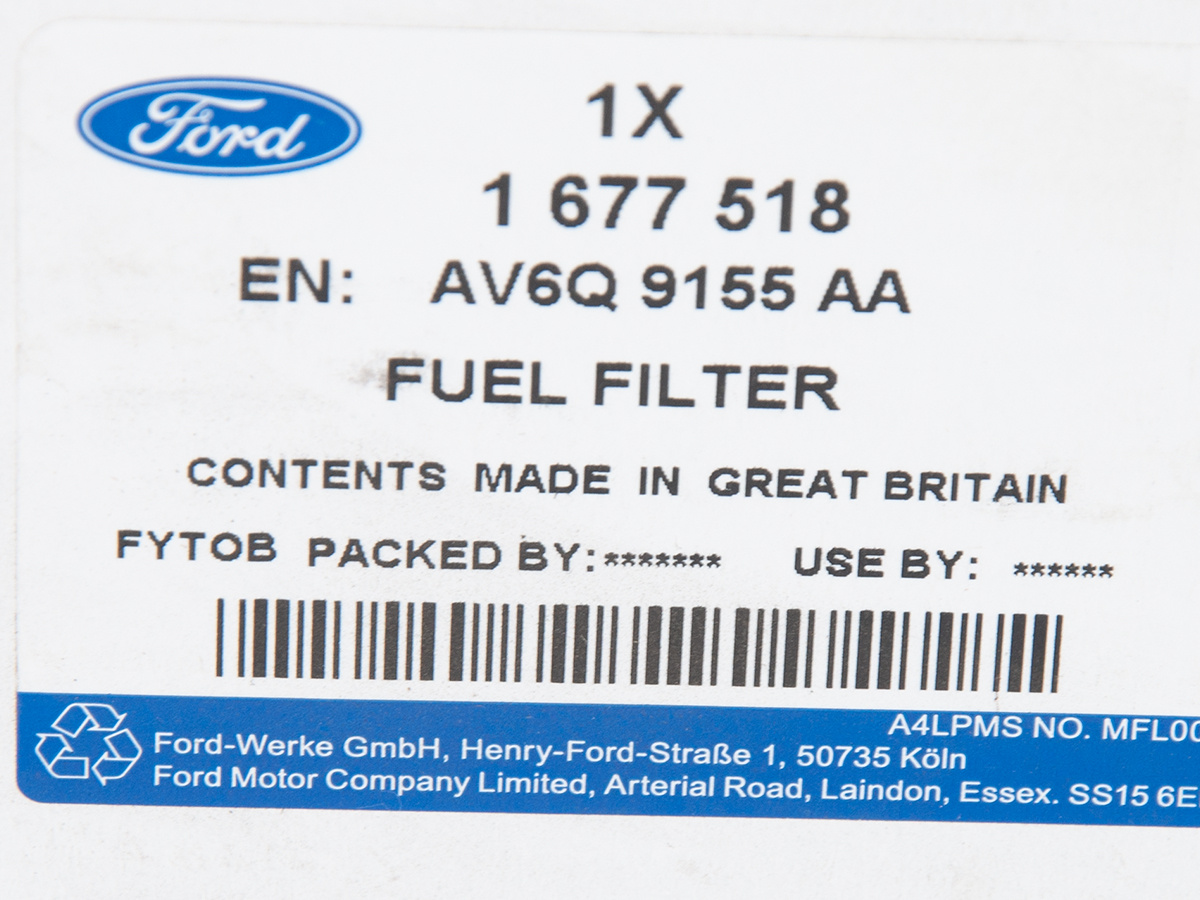 Ford
1X
1 677 518
EN: AV6Q 9155 AA
FUEL FILTER
CONTENTS MADE IN GREAT BRITAIN
FYTOB PACKED BY:******* USE BY: ******
A4LPMS NO. MFL00
Ford-Werke GmbH, Henry-Ford-Straße 1, 50735 Köln
Ford Motor Company Limited, Arterial Road, Laindon, Essex. SS15 6E